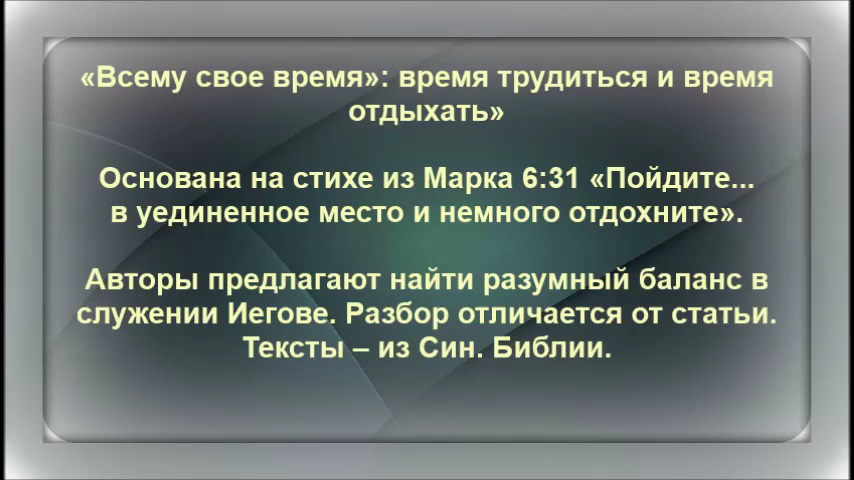 «Всему свое время»: время трудиться и время
отдыхать»
Основана на стихе из Марка 6:31 «Пойдите...
в уединенное место и немного отдохните».
Авторы предлагают найти разумный баланс в
служении Иегове. Разбор отличается от статьи.
Тексты – из Син. Библии.